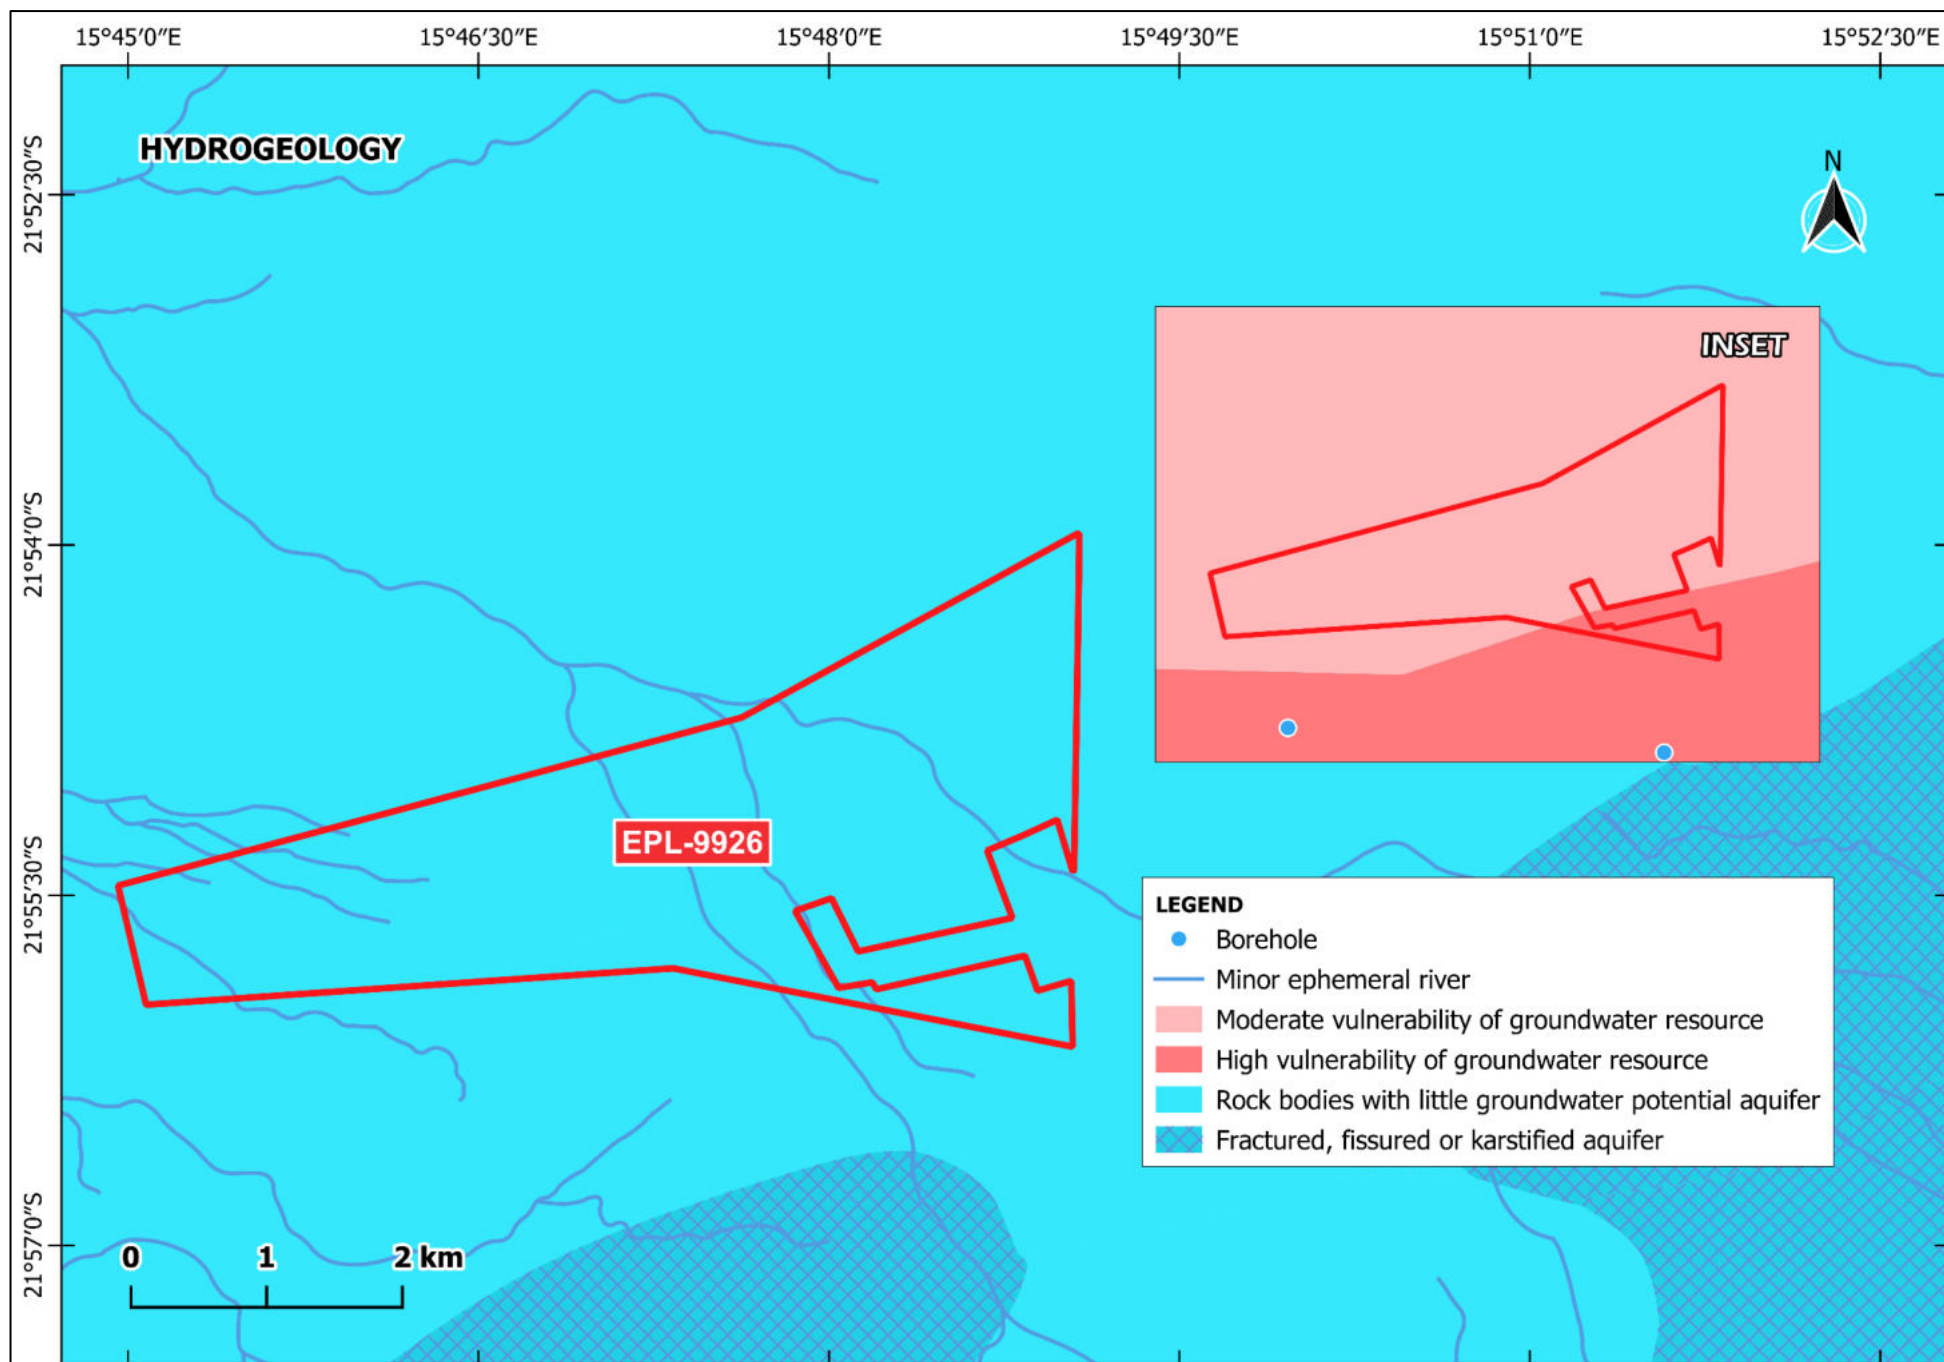 15°45′0″E
15°46′30″E
15°48′0″E
15°49′30″E
15°51′0″E
15°52′30″E
HYDROGEOLOGY
N
21°52′30″S
INSET
21°54′0″S
EPL-9926
21°55′30″S
LEGEND
Borehole
Minor ephemeral river
Moderate vulnerability of groundwater resource
High vulnerability of groundwater resource
Rock bodies with little groundwater potential aquifer
Fractured, fissured or karstified aquifer
21°57′0″S
0 1 2 km